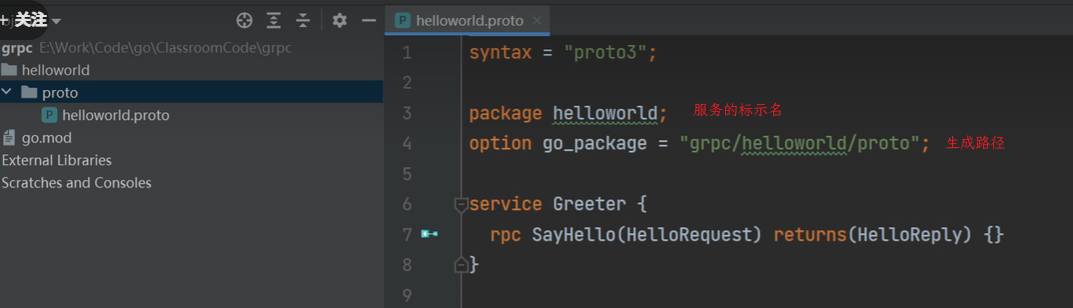 + 关注
grpc E:\Work\Code\go\ClassroomCode\grpc
helloworld
proto
helloworld.proto
go.mod
External Libraries
Scratches and Consoles
helloworld.proto
1 syntax = "proto3";
2
3 package helloworld; 服务的标示名
4 option go_package = "grpc/helloworld/proto"; 生成路径
5
6 service Greeter {
7 rpc SayHello(HelloRequest) returns(HelloReply) {}
8 }
9